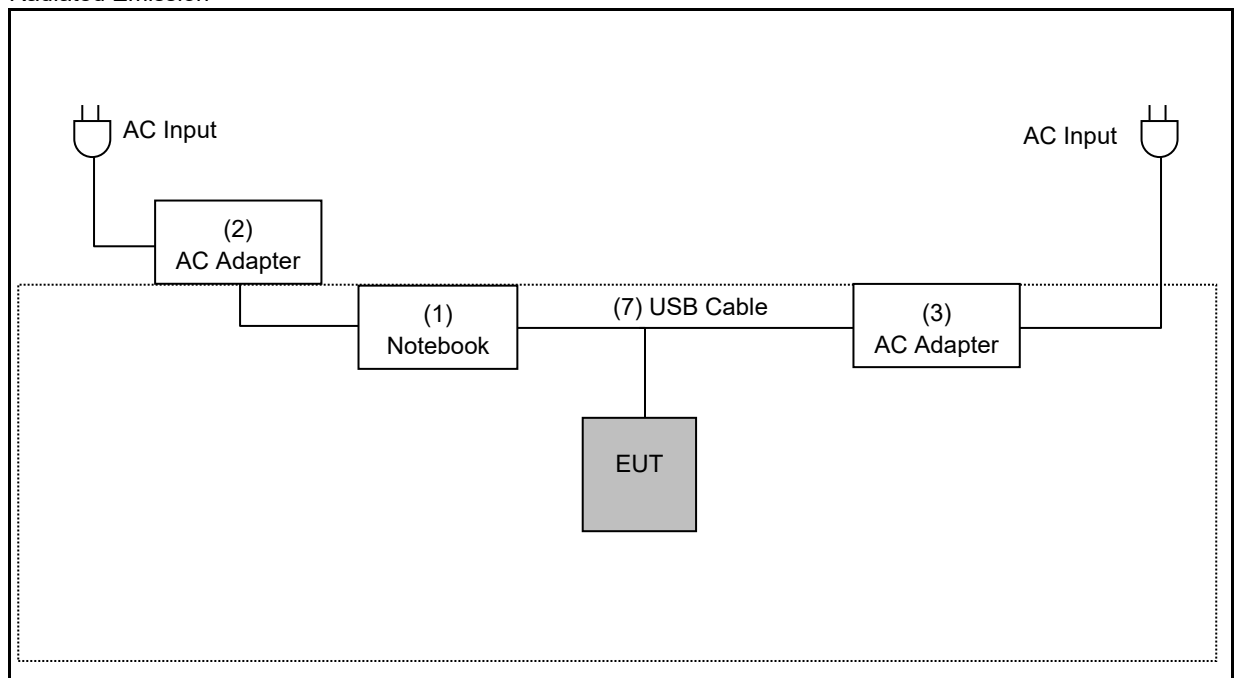 Radiated Emission
AC Input
AC Input
(2)
AC Adapter
(7) USB Cable
(1)
Notebook
(3)
AC Adapter
EUT